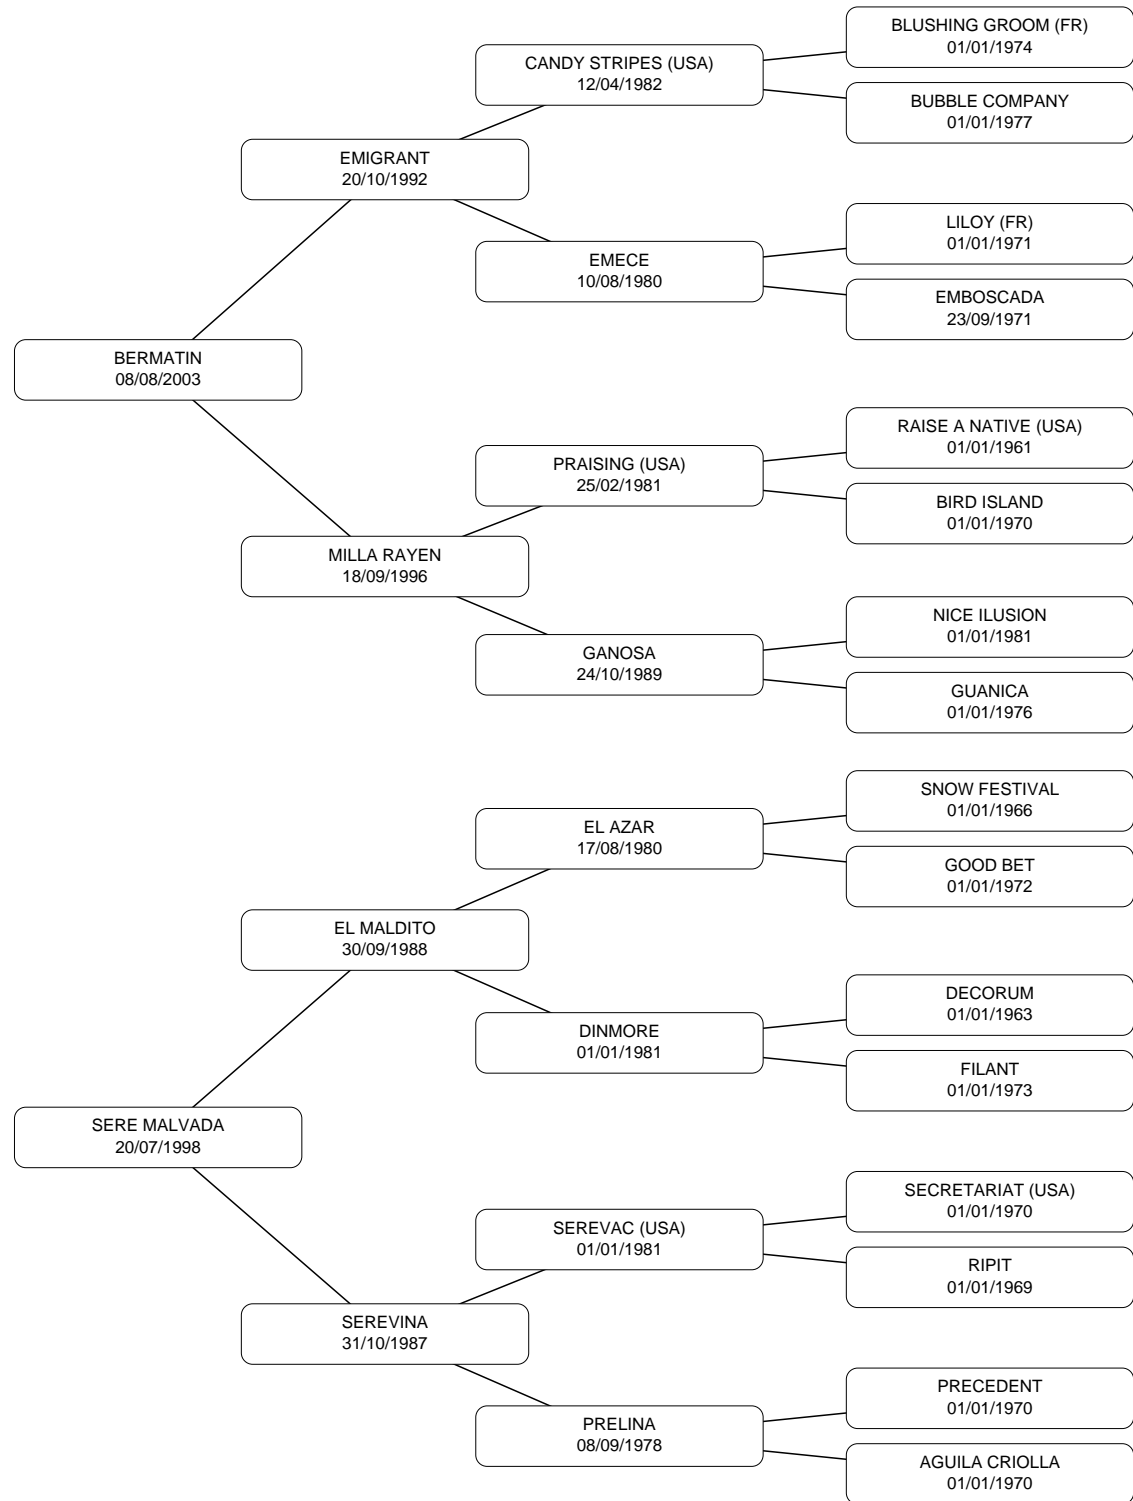 BLUSHING GROOM (FR)
01/01/1974
CANDY STRIPES (USA)
12/04/1982
BUBBLE COMPANY
01/01/1977
EMIGRANT
20/10/1992
LILOY (FR)
01/01/1971
EMECE
10/08/1980
EMBOSCADA
23/09/1971
BERMATIN
08/08/2003
RAISE A NATIVE (USA)
01/01/1961
PRAISING (USA)
25/02/1981
BIRD ISLAND
01/01/1970
MILLA RAYEN
18/09/1996
NICE ILUSION
01/01/1981
GANOSA
24/10/1989
GUANICA
01/01/1976
SNOW FESTIVAL
01/01/1966
EL AZAR
17/08/1980
GOOD BET
01/01/1972
EL MALDITO
30/09/1988
DECORUM
01/01/1963
DINMORE
01/01/1981
FILANT
01/01/1973
SERE MALVADA
20/07/1998
SECRETARIAT (USA)
01/01/1970
SEREVAC (USA)
01/01/1981
RIPIT
01/01/1969
SEREVINA
31/10/1987
PRECEDENT
01/01/1970
PRELINA
08/09/1978
AGUILA CRIOLLA
01/01/1970